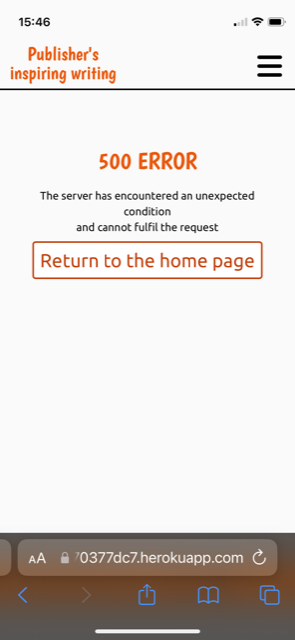 15:46
Publisher's
inspiring writing
500 ERROR
The server has encountered an unexpected
condition
and cannot fulfil the request
Return to the home page
AA 70377dc7.herokuapp.com